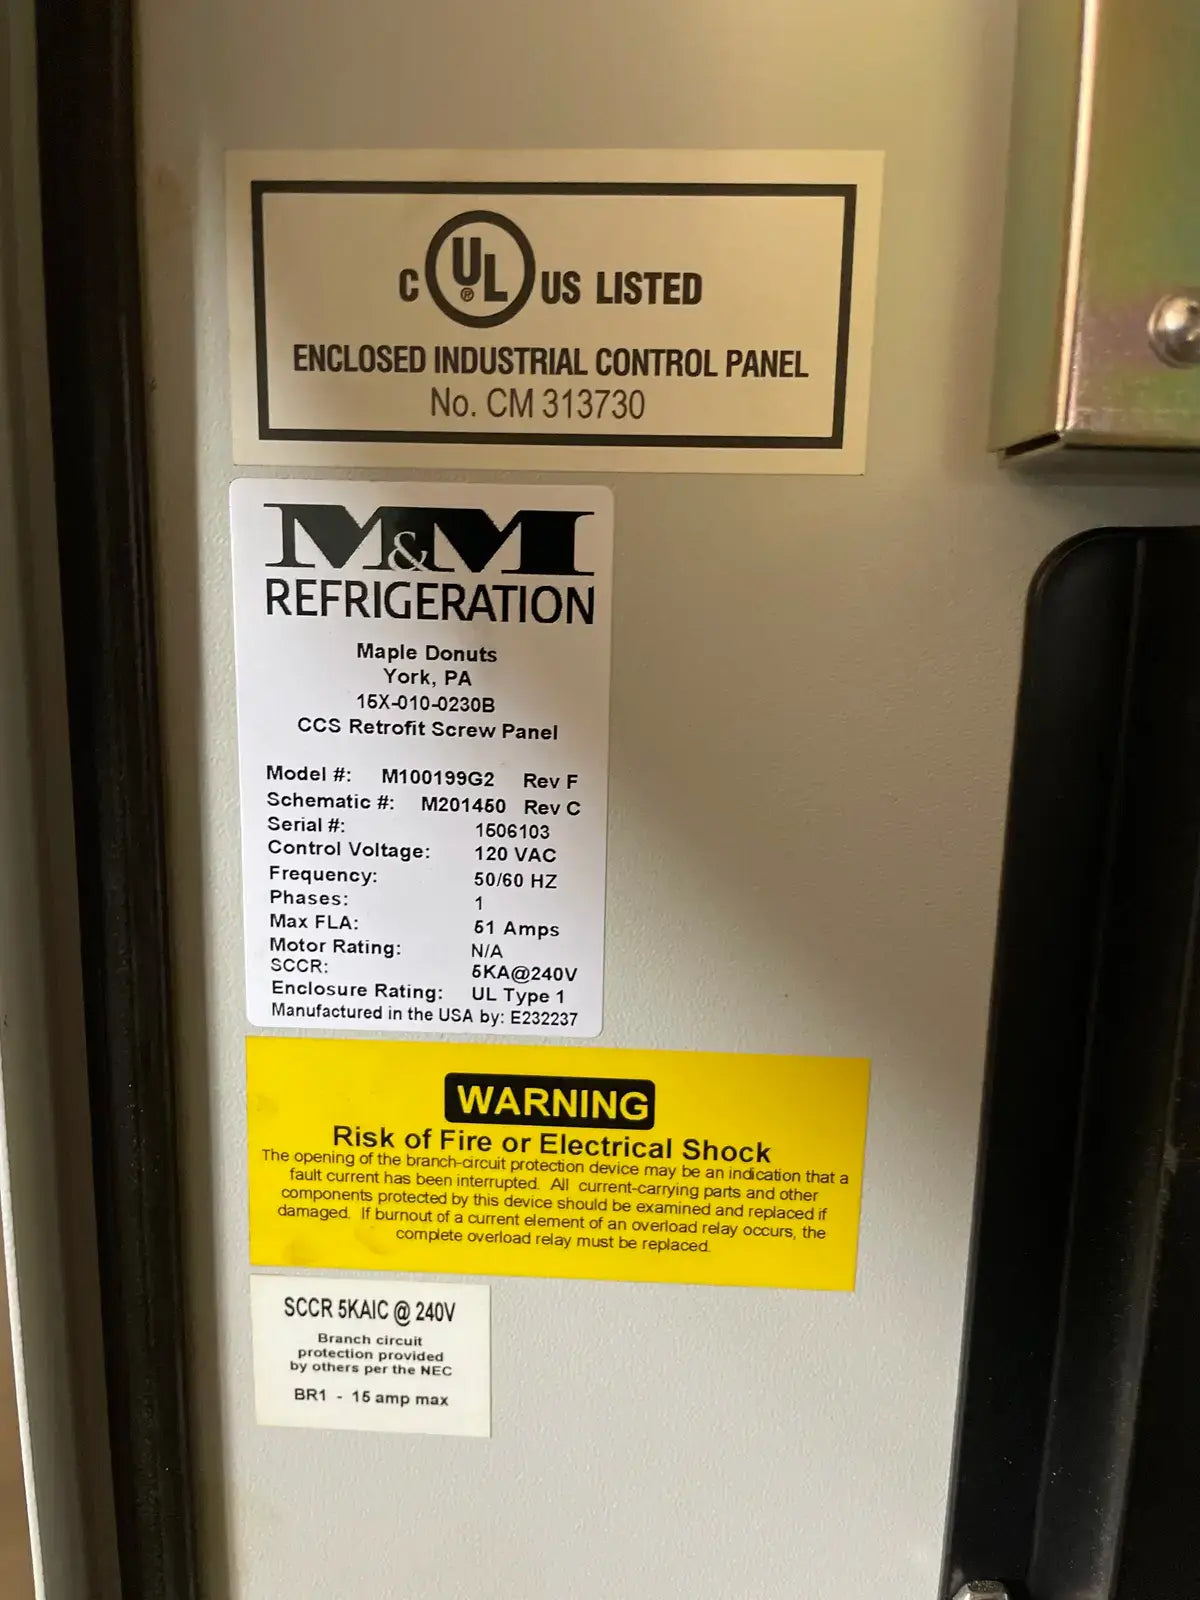 C UL® US LISTED
ENCLOSED INDUSTRIAL CONTROL PANEL
No. CM 313730
M&M
REFRIGERATION
Maple Donuts
York, PA
15X-010-0230B
CCS Retrofit Screw Panel
Model #: M100199G2 Rev F
Schematic #: M201450 Rev C
Serial #: 1506103
Control Voltage: 120 VAC
Frequency: 50/60 HZ
Phases: 1
Max FLA: 51 Amps
Motor Rating: N/A
SCCR: 5KA@240V
Enclosure Rating: UL Type 1
Manufactured in the USA by: E232237
WARNING
Risk of Fire or Electrical Shock
The opening of the branch-circuit protection device may be an indication that a
fault current has been interrupted. All current-carrying parts and other
components protected by this device should be examined and replaced if
damaged. If burnout of a current element of an overload relay occurs, the
complete overload relay must be replaced.
SCCR 5KAIC @ 240V
Branch circuit
protection provided
by others per the NEC
BR1 - 15 amp max